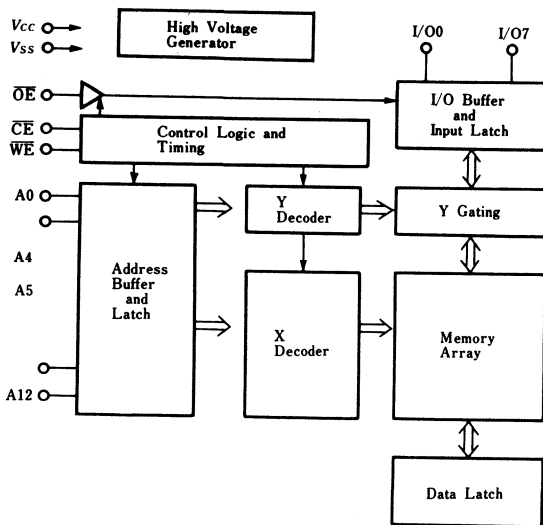 Vcc
Vss
High Voltage
Generator
I/O0
I/O7
OE
CE
WE
Control Logic and
Timing
I/O Buffer
and
Input Latch
A0
A4
A5
A12
Address
Buffer
and
Latch
Y
Decoder
Y Gating
X
Decoder
Memory
Array
Data Latch